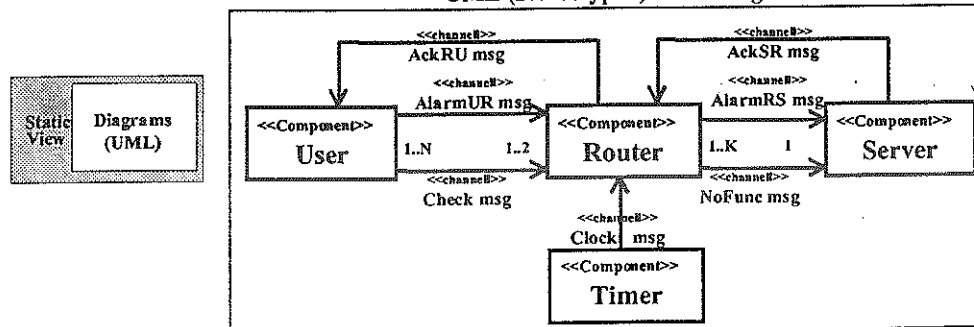 <<channel>>
AckRU msg
<<channel>>
AckSR msg
<<channel>>
AlarmUR msg
<<channel>>
AlarmRS msg
Static View
Diagrams
(UML)
<<Component>>
User
1..N
1..2
<<Component>>
Router
1..K
1
<<Component>>
Server
<<channel>>
Check msg
<<channel>>
NoFunc msg
<<channel>>
Clock msg
<<Component>>
Timer